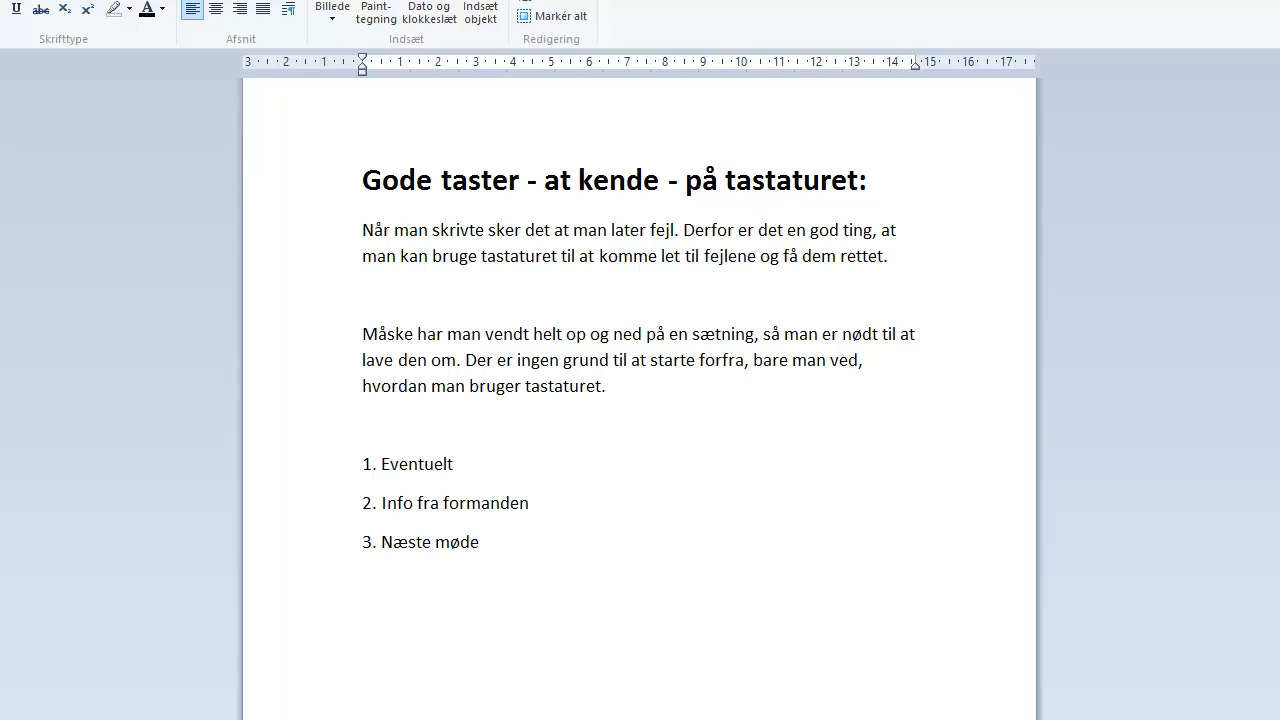 U abc X₂ X² A
Billede Paint-tegning Dato og klokkeslæt Indsæt objekt Markér alt
Skrifttype Afsnit Indsæt Redigering
3 2 1 1 2 3 4 5 6 7 8 9 10 11 12 13 14 15 16 17
Gode taster - at kende - på tastaturet:
Når man skrivte sker det at man later fejl. Derfor er det en god ting, at
man kan bruge tastaturet til at komme let til fejlene og få dem rettet.
Måske har man vendt helt op og ned på en sætning, så man er nødt til at
lave den om. Der er ingen grund til at starte forfra, bare man ved,
hvordan man bruger tastaturet.
1. Eventuelt
2. Info fra formanden
3. Næste møde